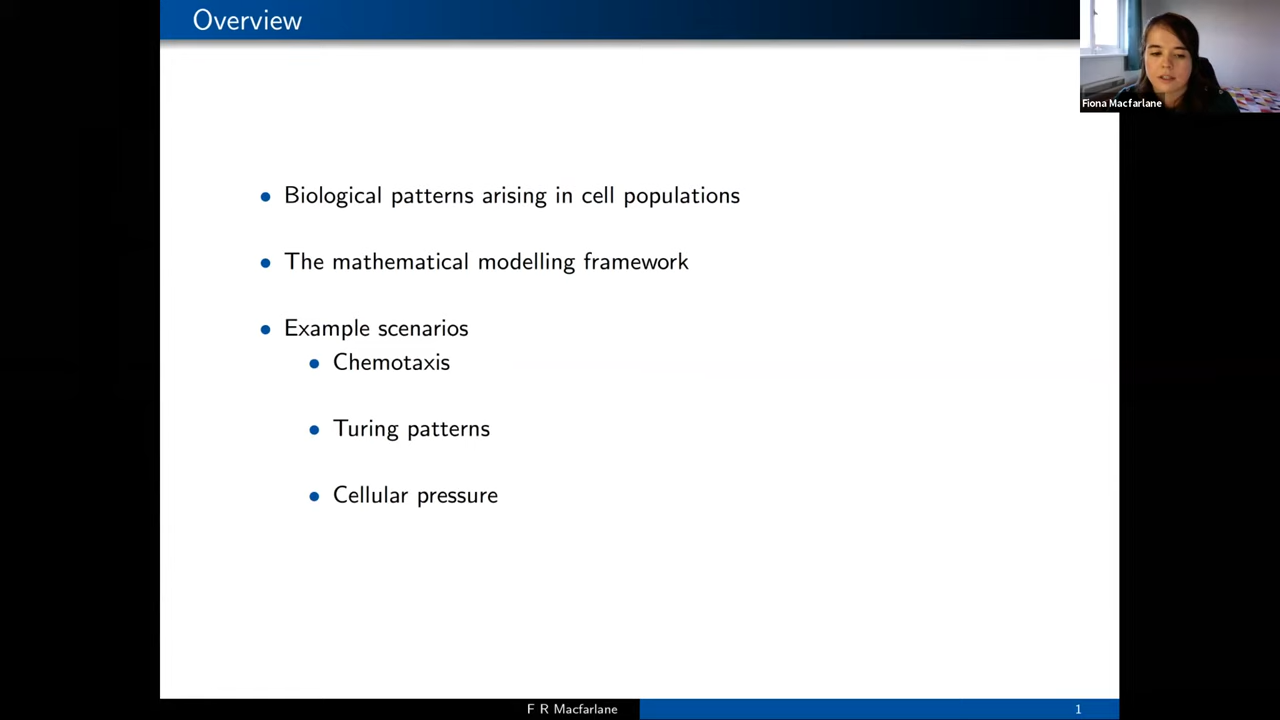 Overview
Fiona Macfarlane
Biological patterns arising in cell populations
The mathematical modelling framework
Example scenarios
Chemotaxis
Turing patterns
Cellular pressure
F R Macfarlane
1